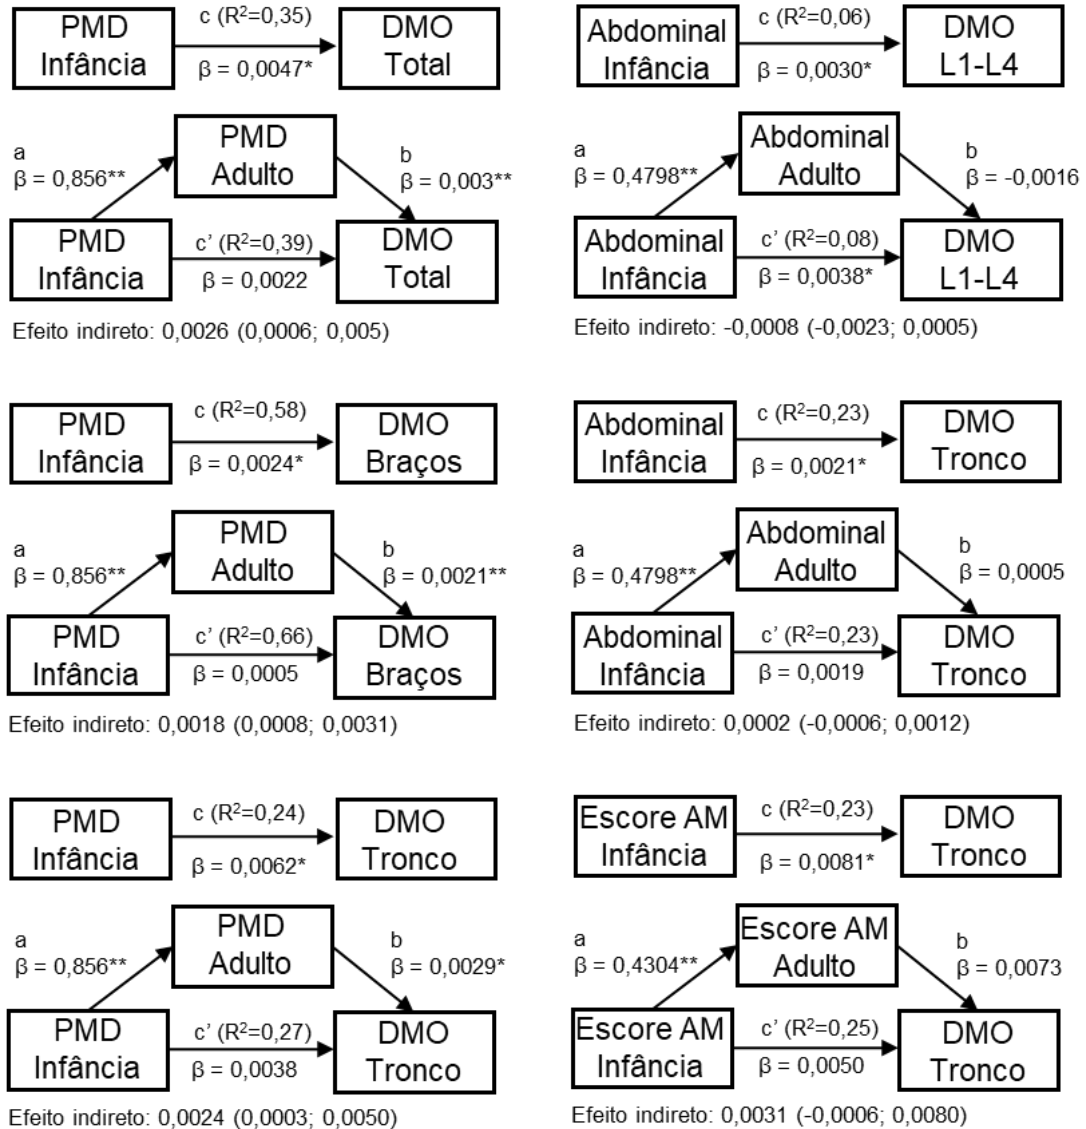 PMD
Infância
c (R²=0,35)
β = 0,0047*
DMO
Total
a
β = 0,856**
PMD
Adulto
b
β = 0,003**
PMD
Infância
c’ (R²=0,39)
β = 0,0022
DMO
Total
Efeito indireto: 0,0026 (0,0006; 0,005)
Abdominal
Infância
c (R²=0,06)
β = 0,0030*
DMO
L1-L4
a
β = 0,4798**
Abdominal
Adulto
b
β = -0,0016
Abdominal
Infância
c’ (R²=0,08)
β = 0,0038*
DMO
L1-L4
Efeito indireto: -0,0008 (-0,0023; 0,0005)
PMD
Infância
c (R²=0,58)
β = 0,0024*
DMO
Braços
a
β = 0,856**
PMD
Adulto
b
β = 0,0021**
PMD
Infância
c’ (R²=0,66)
β = 0,0005
DMO
Braços
Efeito indireto: 0,0018 (0,0008; 0,0031)
Abdominal
Infância
c (R²=0,23)
β = 0,0021*
DMO
Tronco
a
β = 0,4798**
Abdominal
Adulto
b
β = 0,0005
Abdominal
Infância
c’ (R²=0,23)
β = 0,0019
DMO
Tronco
Efeito indireto: 0,0002 (-0,0006; 0,0012)
PMD
Infância
c (R²=0,24)
β = 0,0062*
DMO
Tronco
a
β = 0,856**
PMD
Adulto
b
β = 0,0029*
PMD
Infância
c’ (R²=0,27)
β = 0,0038
DMO
Tronco
Efeito indireto: 0,0024 (0,0003; 0,0050)
Escore AM
Infância
c (R²=0,23)
β = 0,0081*
DMO
Tronco
a
β = 0,4304**
Escore AM
Adulto
b
β = 0,0073
Escore AM
Infância
c’ (R²=0,25)
β = 0,0050
DMO
Tronco
Efeito indireto: 0,0031 (-0,0006; 0,0080)